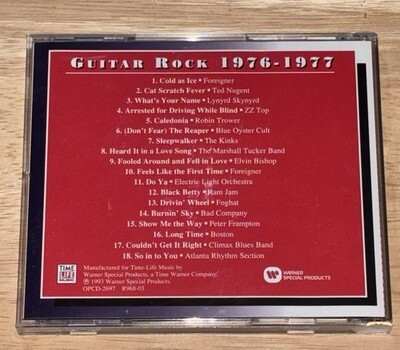 GUITAR ROCK 1976-1977
1. Cold as Ice • Foreigner
2. Cat Scratch Fever • Ted Nugent
3. What's Your Name • Lynyrd Skynyrd
4. Arrested for Driving While Blind • ZZ Top
5. Caledonia • Robin Trower
6. (Don't Fear) The Reaper • Blue Oyster Cult
7. Sleepwalker • The Kinks
8. Heard it in a Love Song • The Marshall Tucker Band
9. Fooled Around and Fell in Love • Elvin Bishop
10. Feels Like the First Time • Foreigner
11. Do Ya • Electric Light Orchestra
12. Black Betty • Ram Jam
13. Drivin' Wheel • Foghat
14. Burnin' Sky • Bad Company
15. Show Me the Way • Peter Frampton
16. Long Time • Boston
17. Couldn't Get It Right • Climax Blues Band
18. So in to You • Atlanta Rhythm Section
TIME
LIFE
MUSIC
Manufactured for Time-Life Music by
Warner Special Products, a Time Warner Company.
℗ 1993 Warner Special Products.
OPCD-2697 R968-03
WARNER
SPECIAL PRODUCTS